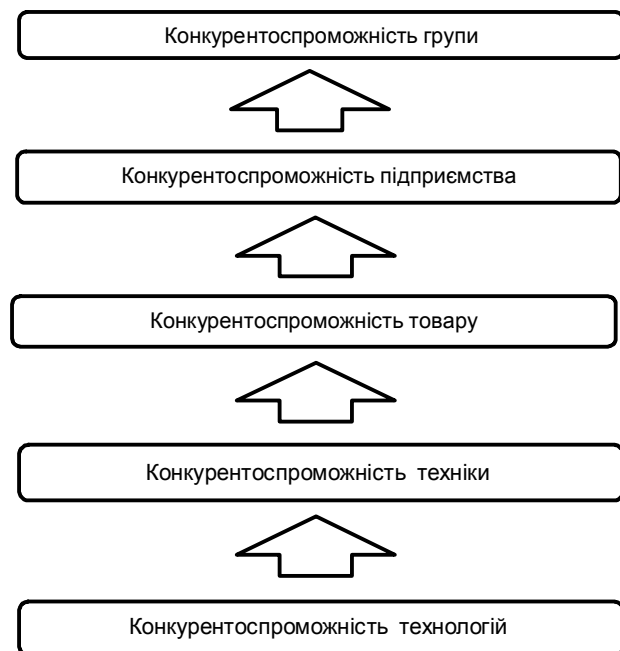 Конкурентоспроможність групи
Конкурентоспроможність підприємства
Конкурентоспроможність товару
Конкурентоспроможність техніки
Конкурентоспроможність технологій